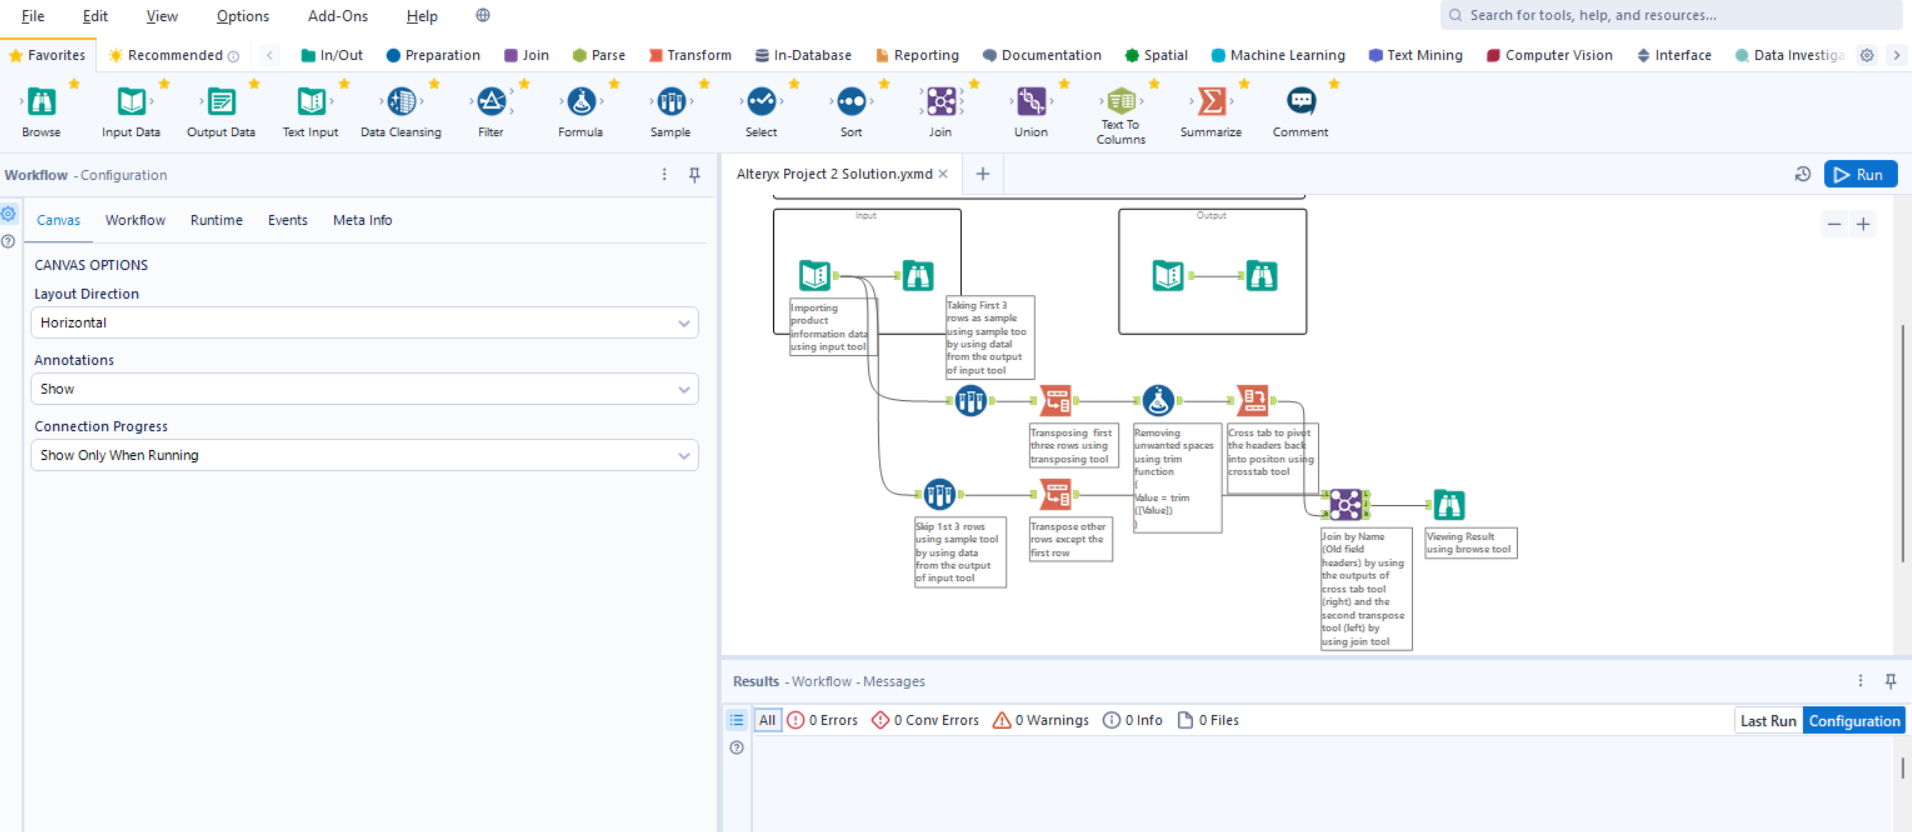 File Edit View Options Add-Ons Help
Search for tools, help, and resources...
Favorites Recommended In/Out Preparation Join Parse Transform In-Database Reporting Documentation Spatial Machine Learning Text Mining Computer Vision Interface Data Investiga
Browse Input Data Output Data Text Input Data Cleansing Filter Formula Sample Select Sort Join Union Text To Columns Summarize Comment
Workflow - Configuration
Canvas Workflow Runtime Events Meta Info
CANVAS OPTIONS
Layout Direction
Horizontal
Annotations
Show
Connection Progress
Show Only When Running
Alteryx Project 2 Solution.yxmd
Run
Input
Output
Importing
product
information data
using input tool
Taking First 3
rows as sample
using sample too
by using datal
from the output
of input tool
Transposing first
three rows using
transposing tool
Removing
unwanted spaces
using trim
function
(
Value = trim
([Value])
)
Cross tab to pivot
the headers back
into positon using
crosstab tool
Skip 1st 3 rows
using sample tool
by using data
from the output
of input tool
Transpose other
rows except the
first row
Join by Name
(Old field
headers) by using
the outputs of
cross tab tool
(right) and the
second transpose
tool (left) by
using join tool
Viewing Result
using browse tool
Results - Workflow - Messages
All 0 Errors 0 Conv Errors 0 Warnings 0 Info 0 Files
Last Run Configuration